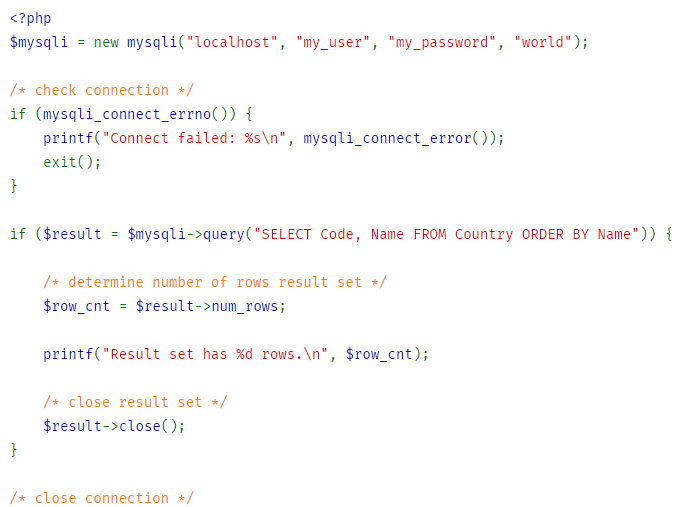 <?php
$mysqli = new mysqli("localhost", "my_user", "my_password", "world");
/* check connection */
if (mysqli_connect_errno()) {
    printf("Connect failed: %s\n", mysqli_connect_error());
    exit();
}
if ($result = $mysqli->query("SELECT Code, Name FROM Country ORDER BY Name")) {
    /* determine number of rows result set */
    $row_cnt = $result->num_rows;
    printf("Result set has %d rows.\n", $row_cnt);
    /* close result set */
    $result->close();
}
/* close connection */